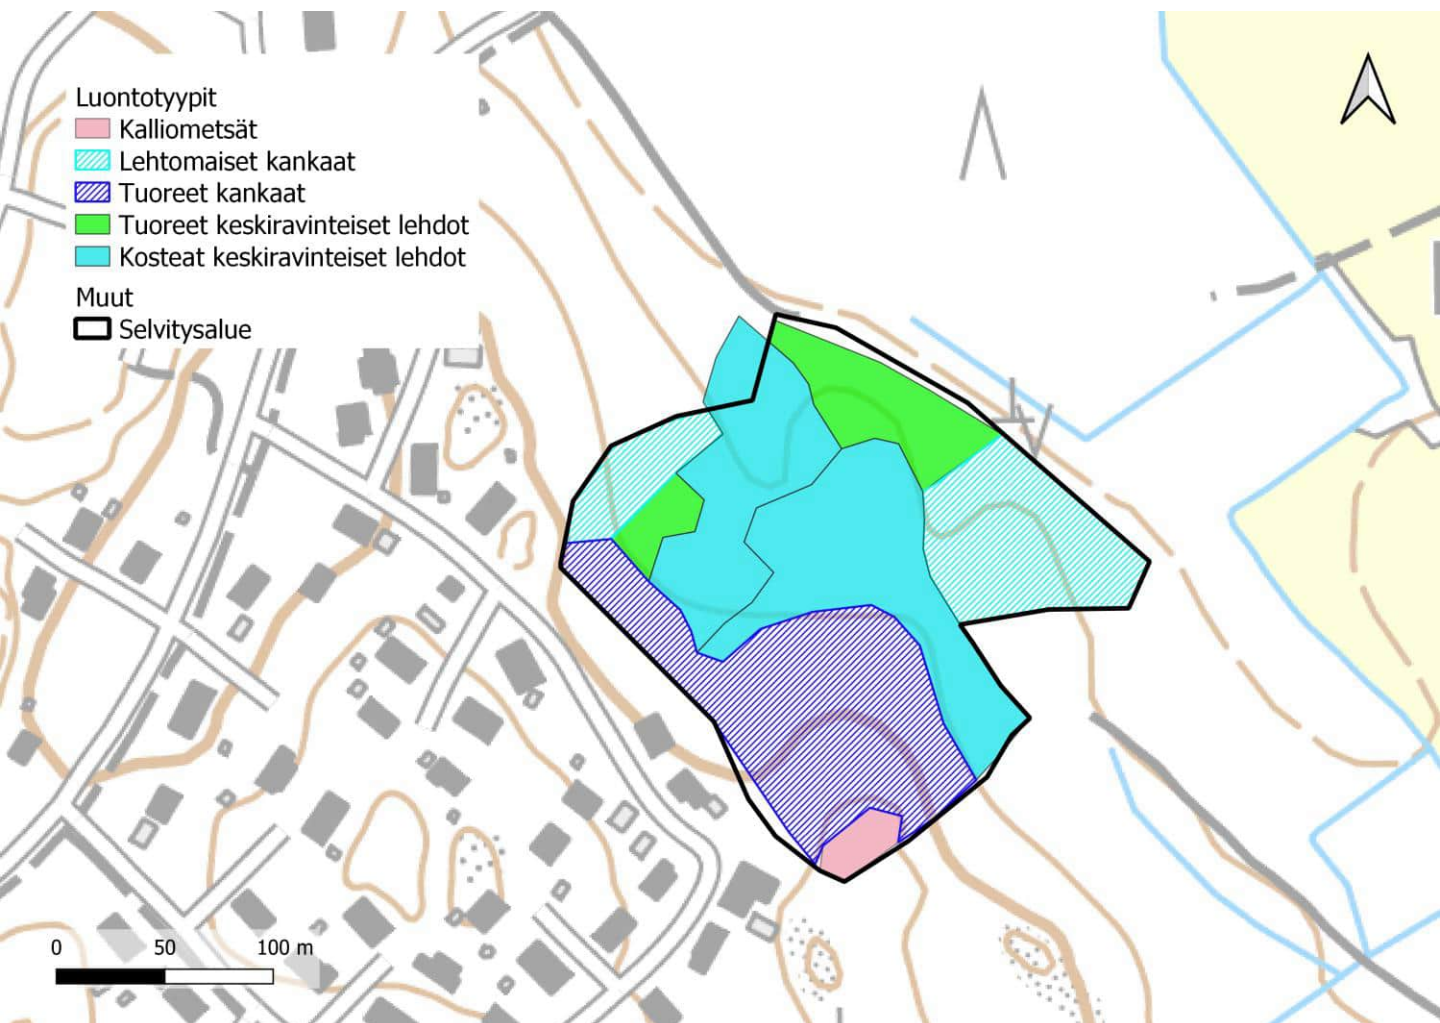 Luontotyypit
Kalliometsät
Lehtomaiset kankaat
Tuoreet kankaat
Tuoreet keskiravinteiset lehdot
Kosteat keskiravinteiset lehdot
Muut
Selvitysalue
0 50 100 m